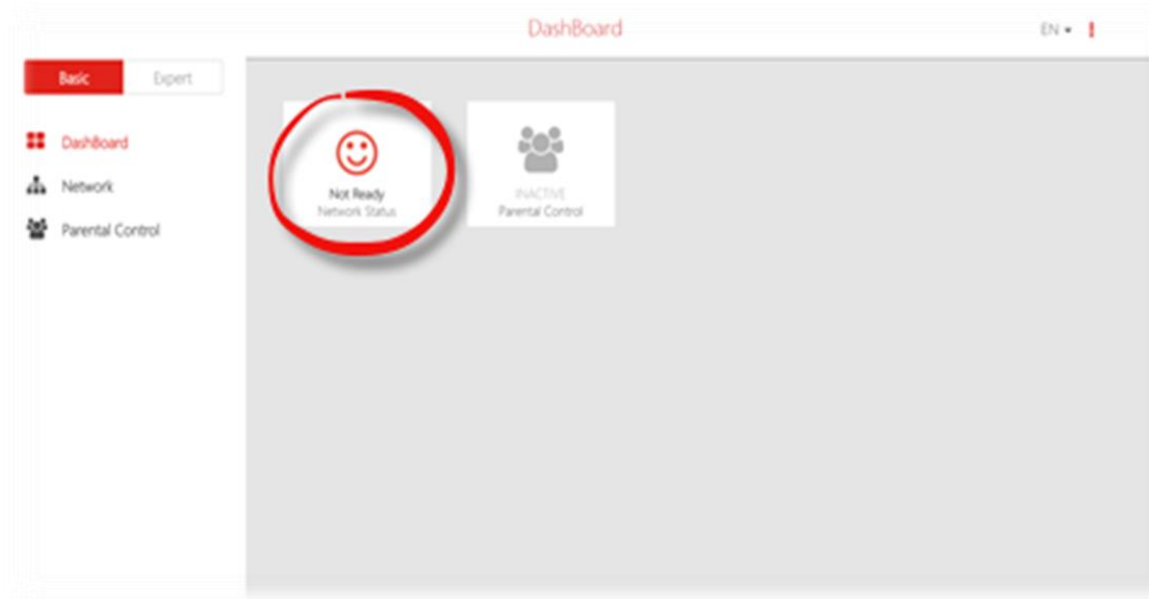 DashBoard
EN
Basic
Expert
DashBoard
Network
Parental Control
Not Ready
Network Status
INACTIVE
Parental Control